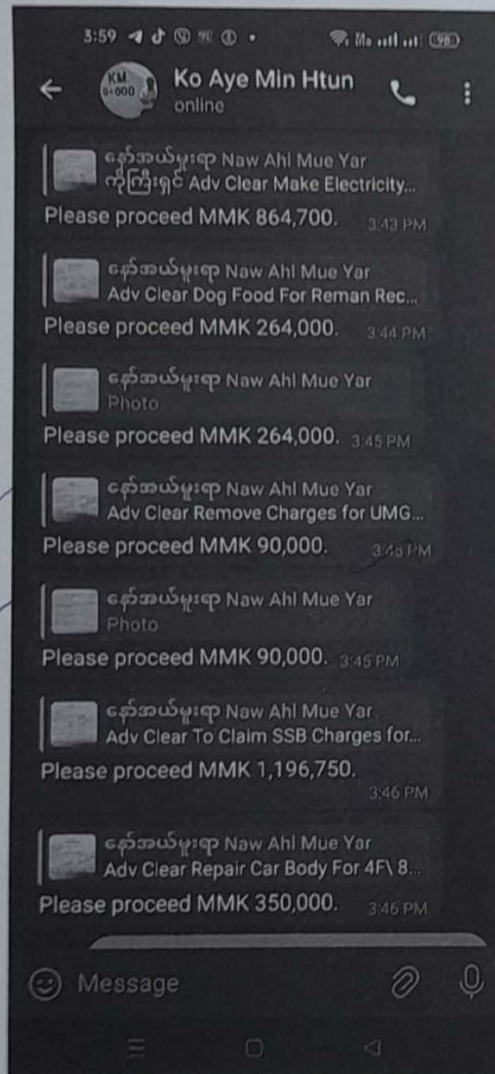 3:59
98
KM
0+000
Ko Aye Min Htun
online
နော်အယ်မူးရာ Naw Ahl Mue Yar
ကိုကြီးရှင် Adv Clear Make Electricity...
Please proceed MMK 864,700. 3:43 PM
နော်အယ်မူးရာ Naw Ahl Mue Yar
Adv Clear Dog Food For Reman Rec...
Please proceed MMK 264,000. 3:44 PM
နော်အယ်မူးရာ Naw Ahl Mue Yar
Photo
Please proceed MMK 264,000. 3:45 PM
နော်အယ်မူးရာ Naw Ahl Mue Yar
Adv Clear Remove Charges for UMG...
Please proceed MMK 90,000. 3:45 PM
နော်အယ်မူးရာ Naw Ahl Mue Yar
Photo
Please proceed MMK 90,000. 3:45 PM
နော်အယ်မူးရာ Naw Ahl Mue Yar
Adv Clear To Claim SSB Charges for...
Please proceed MMK 1,196,750.
3:46 PM
နော်အယ်မူးရာ Naw Ahl Mue Yar
Adv Clear Repair Car Body For 4F\ 8...
Please proceed MMK 350,000. 3:46 PM
Message